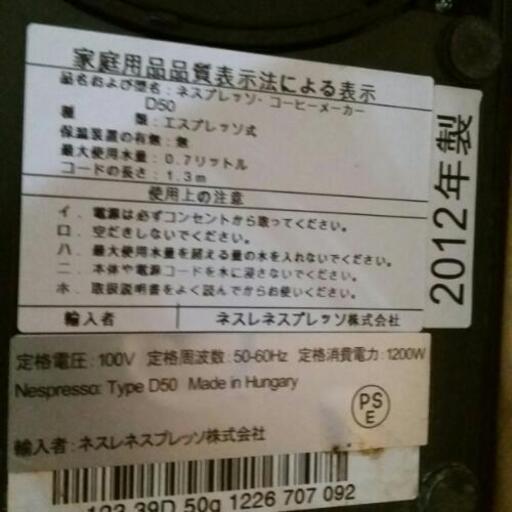 家庭用品品質表示法による表示
品名および型名：ネスプレッソ・コーヒーメーカー
D50
種　　　類：エスプレッソ式
保温装置の有無：無
最大使用水量：0.7リットル
コードの長さ：1.3m
使用上の注意
イ．電源は必ずコンセントから取ってください。
ロ．空だきしないでください。
ハ．最大使用水量を超える量の水を入れないでください。
ニ．本体や電源コードを水に浸さないでください。
ホ．取扱説明書をよく読んでからお使いください。
輸入者　ネスレネスプレッソ株式会社
2012年製
定格電圧：100V 定格周波数：50-60Hz 定格消費電力：1200W
Nespresso: Type D50 Made in Hungary
PS
E
輸入者：ネスレネスプレッソ株式会社
123 39D 50g 1226 707 092